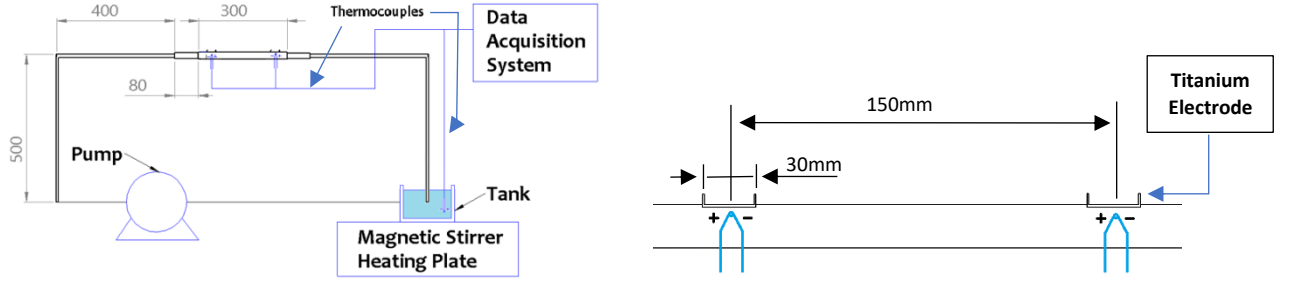 400
300
Thermocouples
Data
Acquisition
System
80
500
Pump
Tank
Magnetic Stirrer
Heating Plate
150mm
Titanium
Electrode
30mm
+ -
+ -